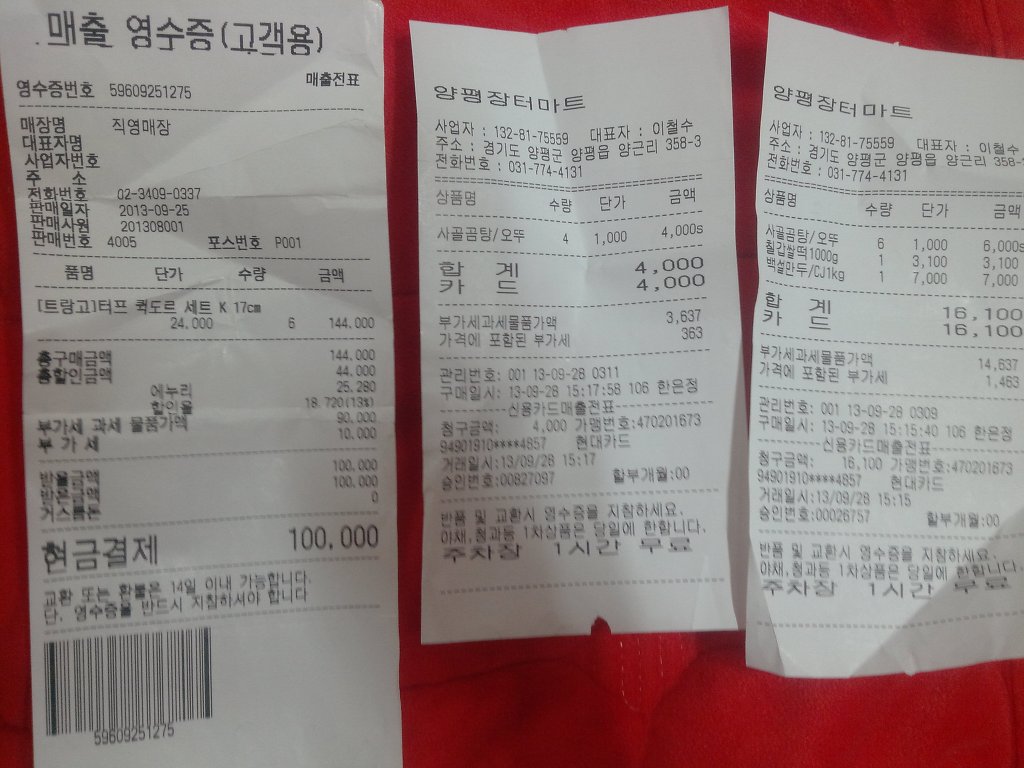 매출 영수증(고객용)
매출전표
영수증번호 59609251275
매장명 직영매장
대표자명
사업자번호
주 소
전화번호 02-3409-0337
판매일자 2013-09-25
판매사원 201308001
판매번호 4005 포스번호 P001
품명 단가 수량 금액
[트랑고]터프 쿽도르 세트 K 17cm
24,000 6 144,000
총구매금액 144,000
총할인금액 44,000
에누리 25,280
할인율 18,720(13%)
부가세 과세 물품가액 90,000
부 가 세 10,000
받을금액 100,000
받은금액 100,000
거스름돈 0
현금결제 100,000
교환 또는 환불은 14일 이내 가능합니다.
단, 영수증을 반드시 지참하셔야 합니다
59609251275
양평장터마트
사업자 : 132-81-75559 대표자 : 이철수
주소 : 경기도 양평군 양평읍 양근리 358-3
전화번호 : 031-774-4131
상품명 수량 단가 금액
사골곰탕/오뚜 4 1,000 4,000s
합 계 4,000
카 드 4,000
부가세과세물품가액 3,637
가격에 포함된 부가세 363
관리번호: 001 13-09-28 0311
구매일시: 13-09-28 15:17:58 106 한은정
신용카드매출전표
청구금액: 4,000 가맹번호:470201673
94901910****4857 현대카드
거래일시:13/09/28 15:17
승인번호:00827097 할부개월:00
반품 및 교환시 영수증을 지참하세요.
야채,청과등 1차상품은 당일에 한합니다.
주차장 1시간 무료
양평장터마트
사업자 : 132-81-75559 대표자 : 이철수
주소 : 경기도 양평군 양평읍 양근리 358-
전화번호 : 031-774-4131
상품명 수량 단가 금액
사골곰탕/오뚜 6 1,000 6,000s
칠갑쌀떡1000g 1 3,100 3,100
백설만두/CJ1kg 1 7,000 7,000
합 계 16,100
카 드 16,100
부가세과세물품가액 14,637
가격에 포함된 부가세 1,463
관리번호: 001 13-09-28 0309
구매일시: 13-09-28 15:15:40 106 한은정
신용카드매출전표
청구금액: 16,100 가맹번호:470201673
94901910****4857 현대카드
거래일시:13/09/28 15:15
승인번호:00026757 할부개월:00
반품 및 교환시 영수증을 지참하세요.
야채,청과등 1차상품은 당일에 한합니다.
주차장 1시간 무료